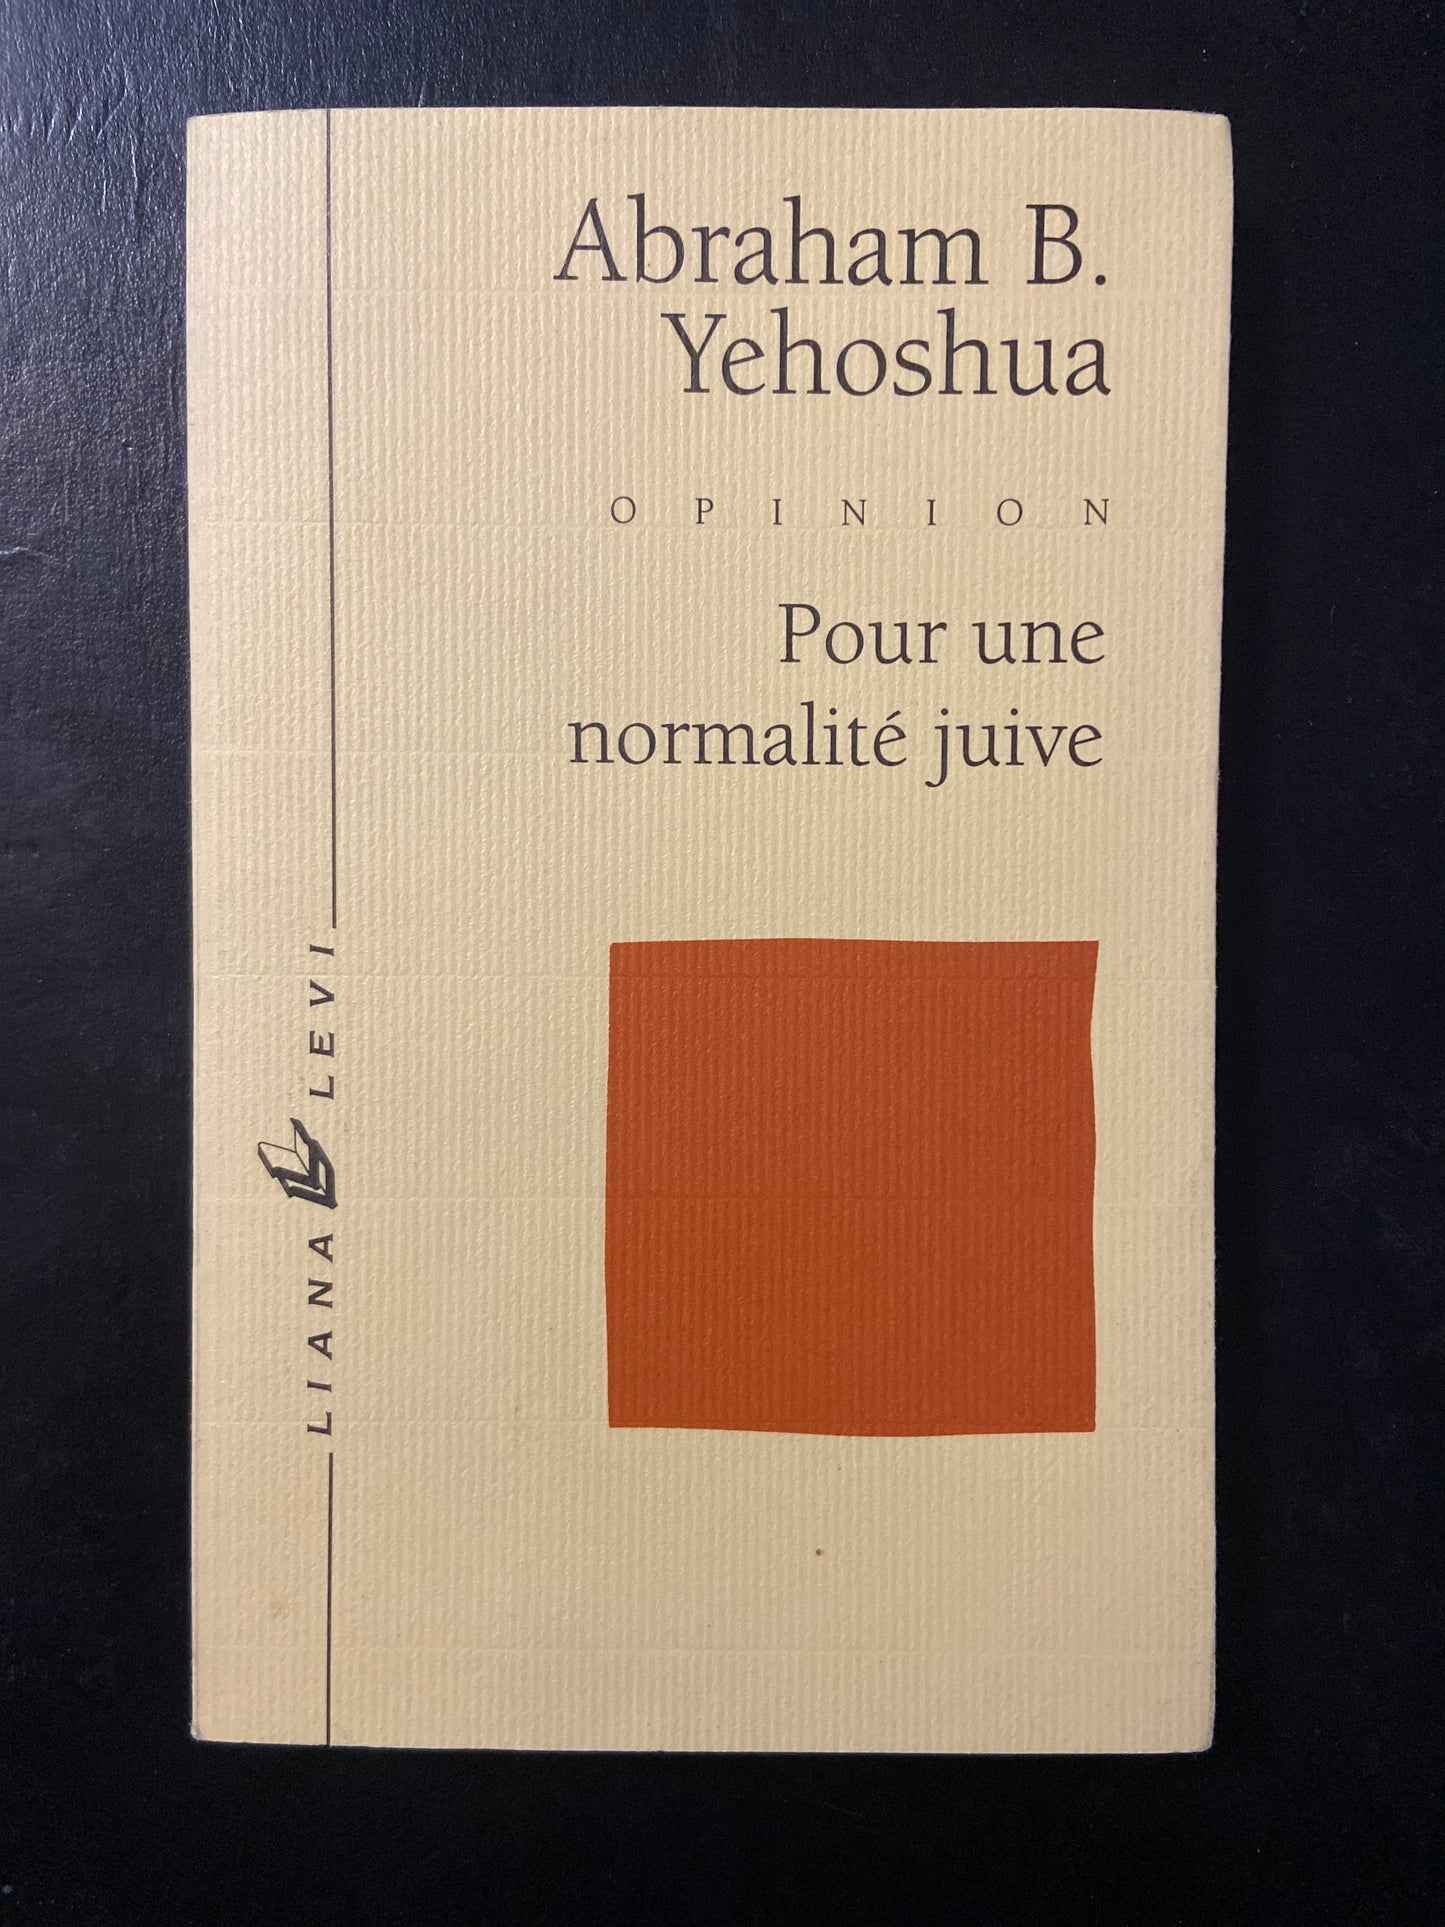 Abraham B.
Yehoshua
OPINION
Pour une
normalité juive
LIANA LEVI